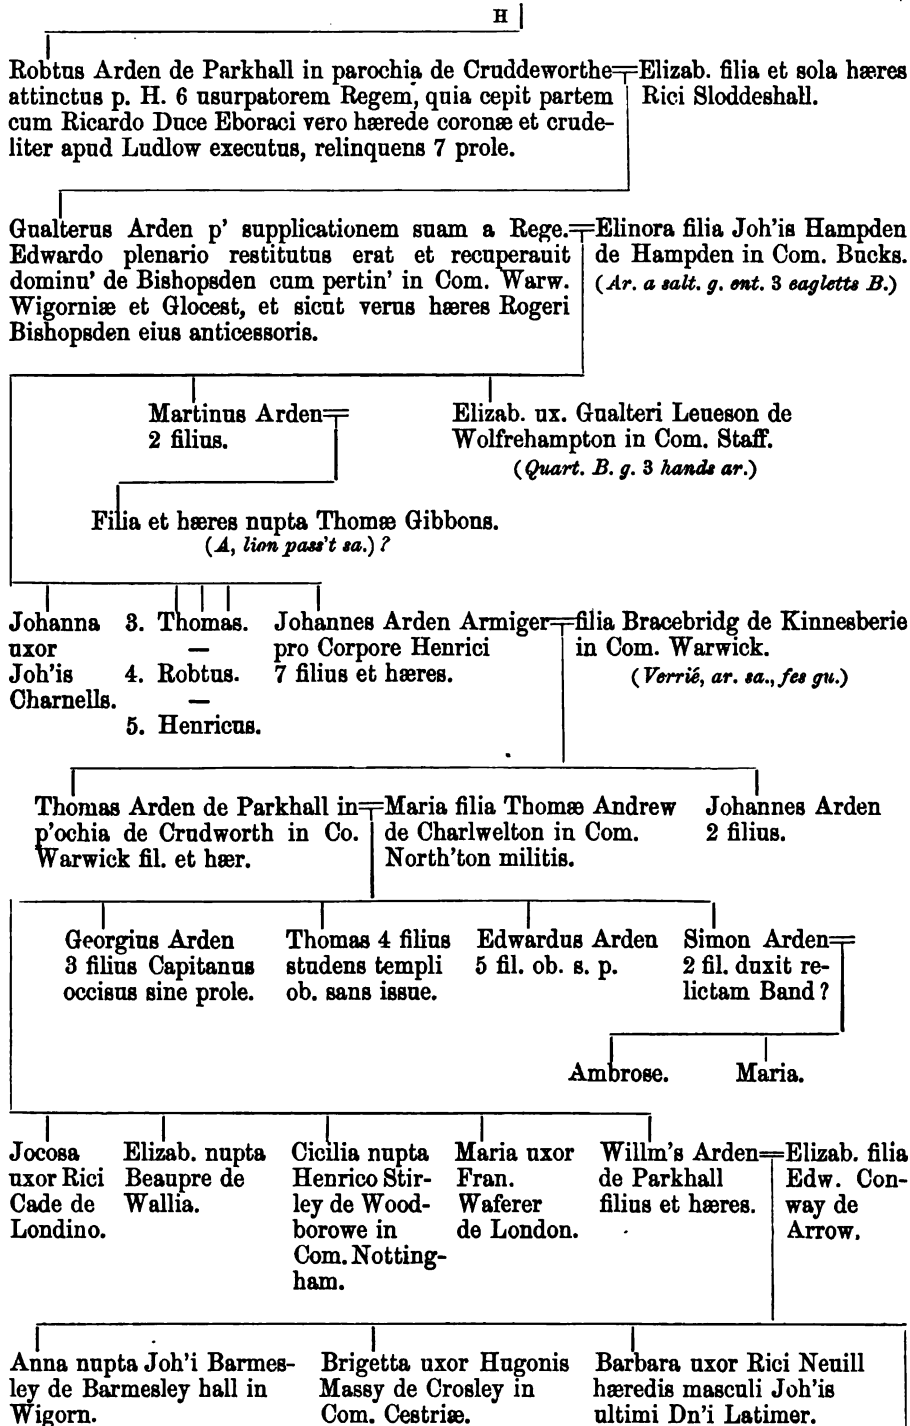 H
Robtus Arden de Parkhall in parochia de Cruddeworthe
attinctus p. H. 6 usurpatorem Regem, quia cepit partem
cum Ricardo Duce Eboraci vero hærede coronæ et crude-
liter apud Ludlow executus, relinquens 7 prole.
Elizab. filia et sola hæres
Rici Sloddeshall.
Gualterus Arden p' supplicationem suam a Rege.
Edwardo plenario restitutus erat et recuperauit
dominu' de Bishopsden cum pertin' in Com. Warw.
Wigorniæ et Glocest, et sicut verus hæres Rogeri
Bishopsden eius anticessoris.
Elinora filia Joh'is Hampden
de Hampden in Com. Bucks.
(Ar. a salt. g. ent. 3 eagletts B.)
Martinus Arden
2 filius.
Elizab. ux. Gualteri Leueson de
Wolfrehampton in Com. Staff.
(Quart. B. g. 3 hands ar.)
Filia et hæres nupta Thomæ Gibbons.
(A, lion pass't sa.) ?
Johanna
uxor
Joh'is
Charnells.
3. Thomas.
—
4. Robtus.
—
5. Henricus.
Johannes Arden Armiger
pro Corpore Henrici
7 filius et hæres.
filia Bracebridg de Kinnesberie
in Com. Warwick.
(Verrié, ar. sa., fes gu.)
Thomas Arden de Parkhall in
p'ochia de Crudworth in Co.
Warwick fil. et hær.
Maria filia Thomæ Andrew
de Charlwelton in Com.
North'ton militis.
Johannes Arden
2 filius.
Georgius Arden
3 filius Capitanus
occisus sine prole.
Thomas 4 filius
studens templi
ob. sans issue.
Edwardus Arden
5 fil. ob. s. p.
Simon Arden
2 fil. duxit re-
lictam Band ?
Ambrose.
Maria.
Jocosa
uxor Rici
Cade de
Londino.
Elizab. nupta
Beaupre de
Wallia.
Cicilia nupta
Henrico Stir-
ley de Wood-
borowe in
Com. Notting-
ham.
Maria uxor
Fran.
Waferer
de London.
Willm's Arden
de Parkhall
filius et hæres.
Elizab. filia
Edw. Con-
way de
Arrow.
Anna nupta Joh'i Barmes-
ley de Barmesley hall in
Wigorn.
Brigetta uxor Hugonis
Massy de Crosley in
Com. Cestriæ.
Barbara uxor Rici Neuill
hæredis masculi Joh'is
ultimi Dn'i Latimer.